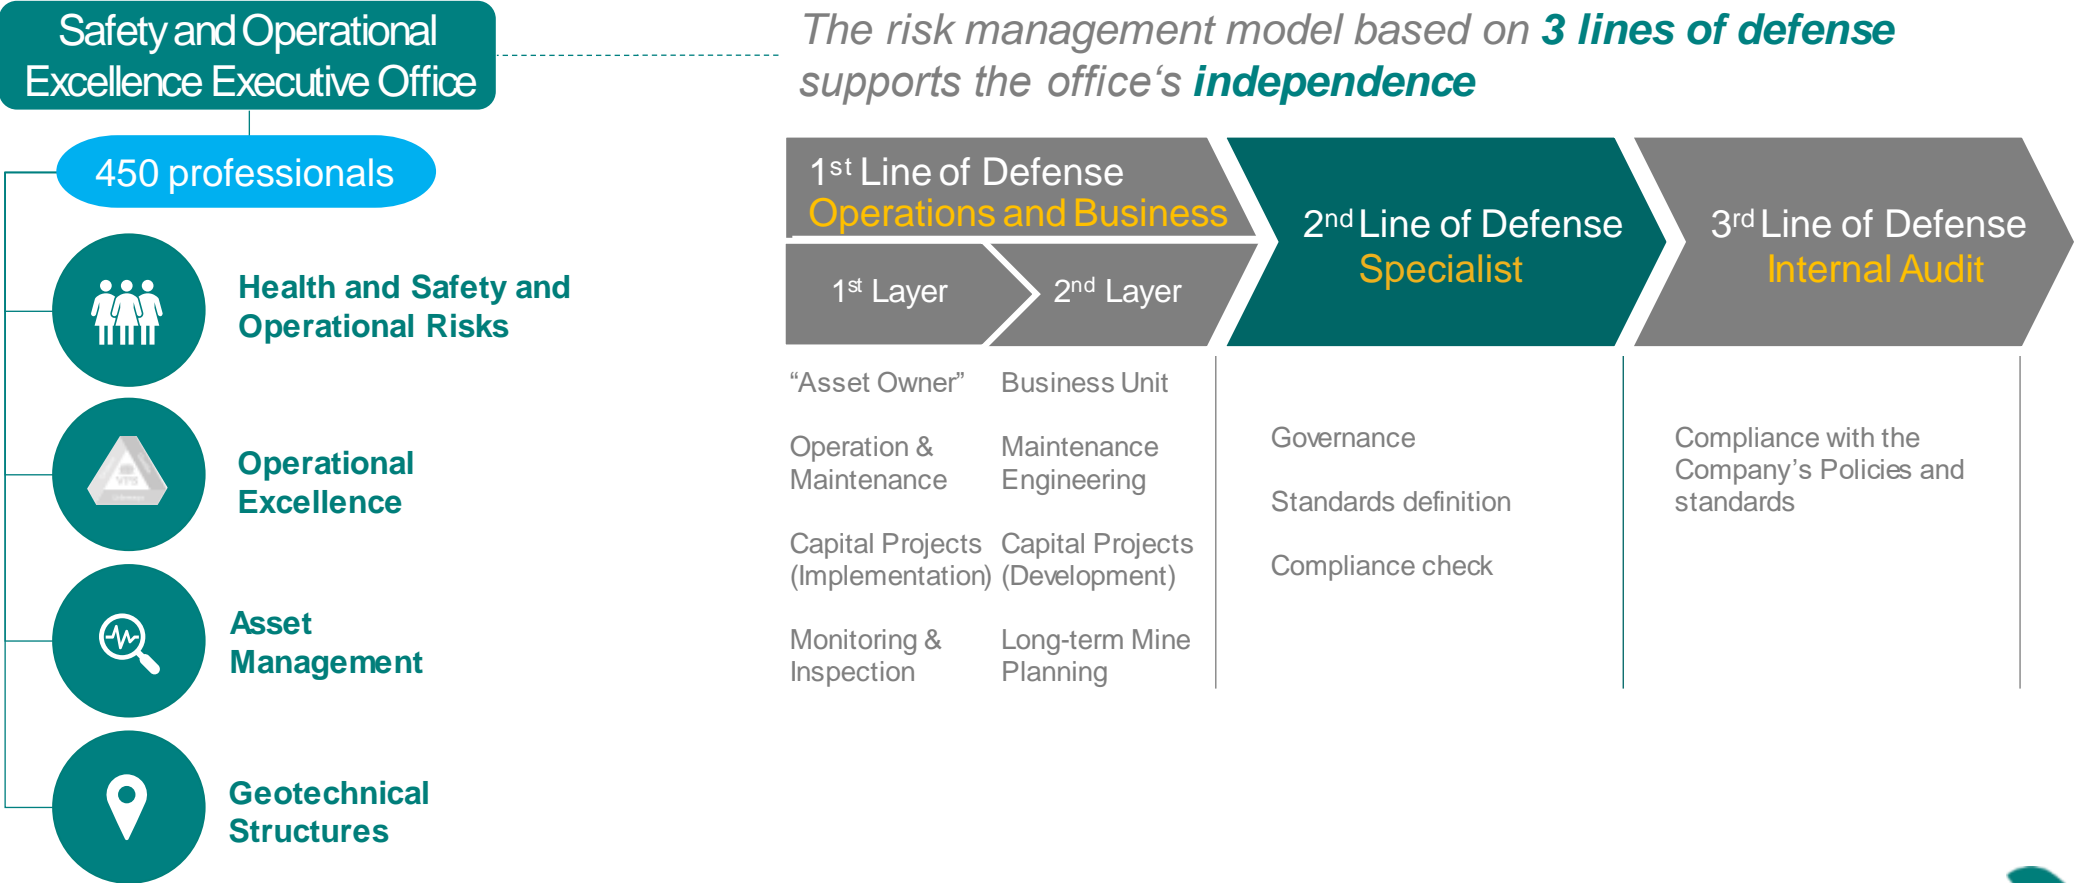 Safety and Operational
Excellence Executive Office
450 professionals
Health and Safety and
Operational Risks
VPS
Operational
Excellence
Asset
Management
Geotechnical
Structures
The risk management model based on 3 lines of defense
supports the office‘s independence
1st Line of Defense
Operations and Business
1st Layer
2nd Layer
2nd Line of Defense
Specialist
3rd Line of Defense
Internal Audit
“Asset Owner”
Operation &
Maintenance
Capital Projects
(Implementation)
Monitoring &
Inspection
Business Unit
Maintenance
Engineering
Capital Projects
(Development)
Long-term Mine
Planning
Governance
Standards definition
Compliance check
Compliance with the
Company’s Policies and
standards